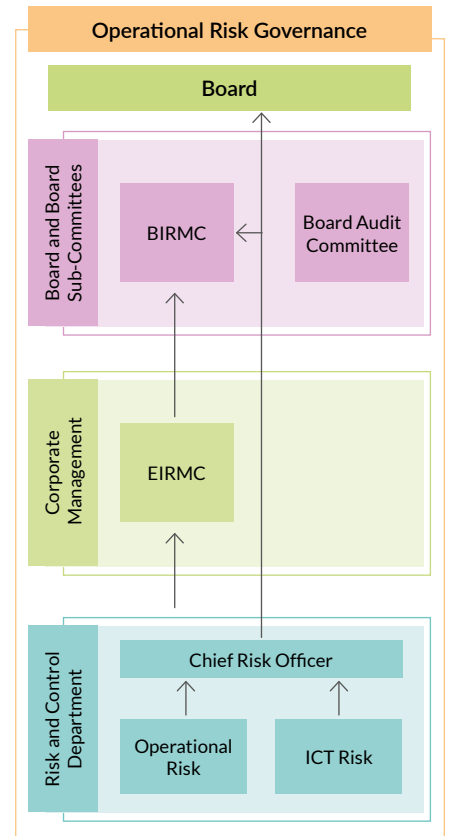 Operational Risk Governance
Board
Board and Board
Sub-Committees
BIRMC
Board Audit
Committee
Corporate
Management
EIRMC
Risk and Control
Department
Chief Risk Officer
Operational
Risk
ICT Risk